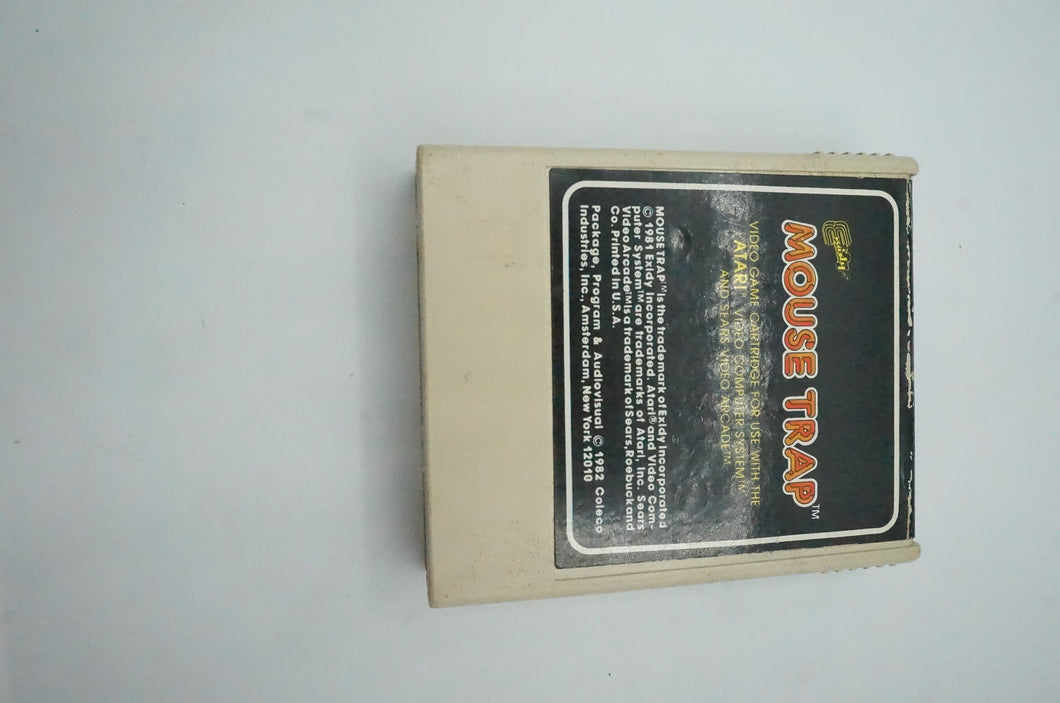 Exidy
MOUSE TRAP™
VIDEO GAME CARTRIDGE FOR USE WITH THE
ATARI® VIDEO COMPUTER SYSTEM™
AND SEARS VIDEO ARCADE™
MOUSETRAP™ is the trademark of Exidy Incorporated
© 1981 Exidy Incorporated. Atari® and Video Com-
puter System™ are trademarks of Atari, Inc. Sears
Video Arcade™ is a trademark of Sears, Roebuck and
Co. Printed in U.S.A.
Package, Program & Audiovisual © 1982 Coleco
Industries, Inc., Amsterdam, New York 12010